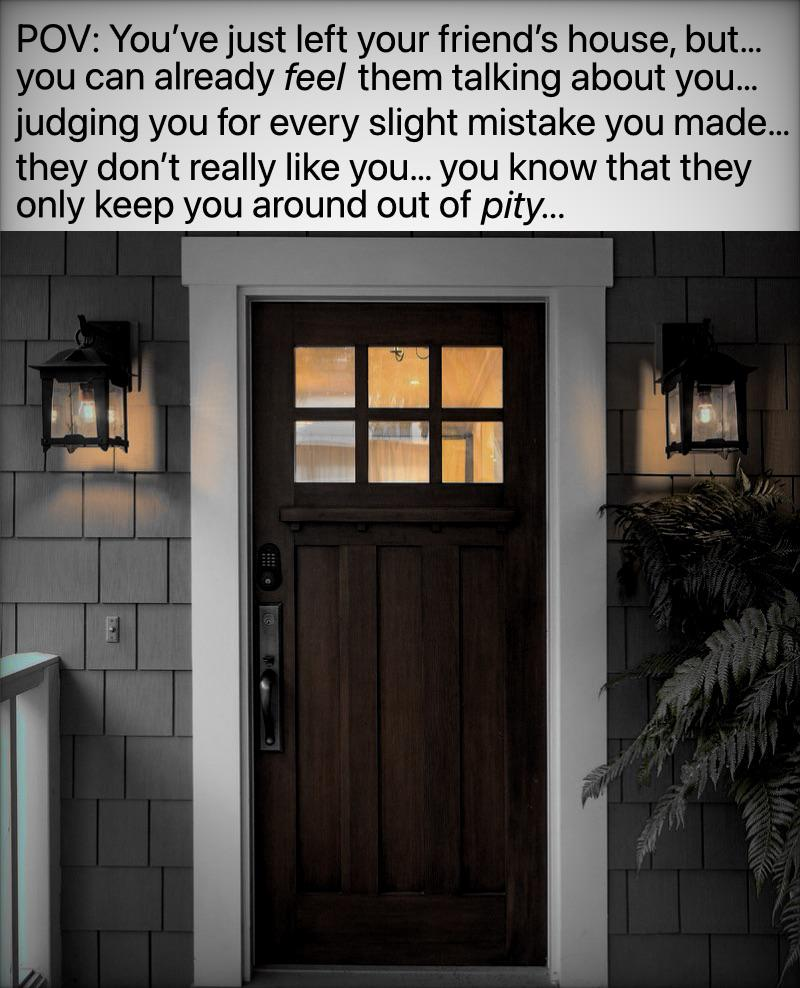 POV: You’ve just left your friend’s house, but...
you can already feel them talking about you...
judging you for every slight mistake you made...
they don’t really like you... you know that they
only keep you around out of pity...